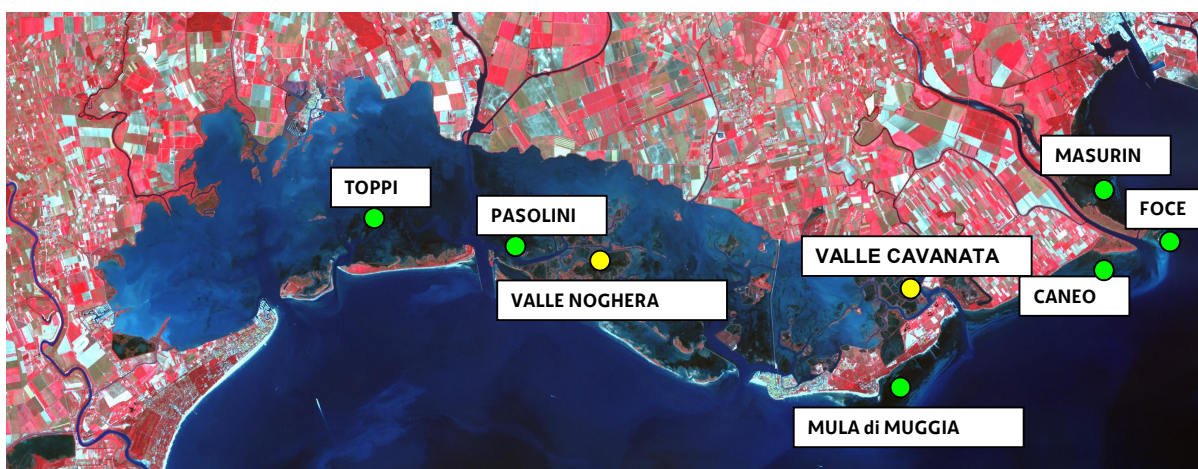 MASURIN
TOPPI
FOCE
PASOLINI
VALLE CAVANATA
VALLE NOGHERA
CANEO
MULA di MUGGIA